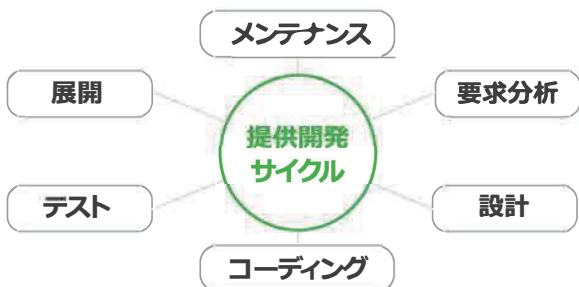 メンテナンス
展開
要求分析
提供開発
サイクル
テスト
設計
コーディング